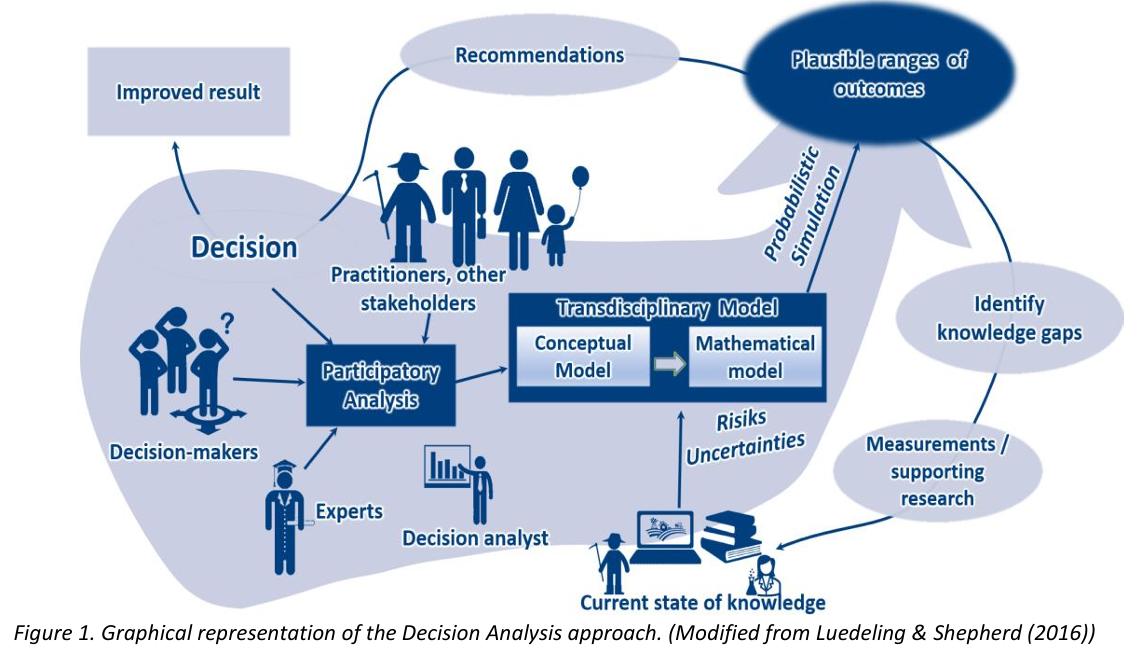 Recommendations
Plausible ranges of
outcomes
Improved result
Probabilistic
Simulation
Decision
Practitioners, other
stakeholders
Transdisciplinary Model
Conceptual
Model
Mathematical
model
Identify
knowledge gaps
?
Participatory
Analysis
Risiks
Uncertainties
Decision-makers
Measurements /
supporting
research
Experts
Decision analyst
Current state of knowledge
Figure 1. Graphical representation of the Decision Analysis approach. (Modified from Luedeling & Shepherd (2016))